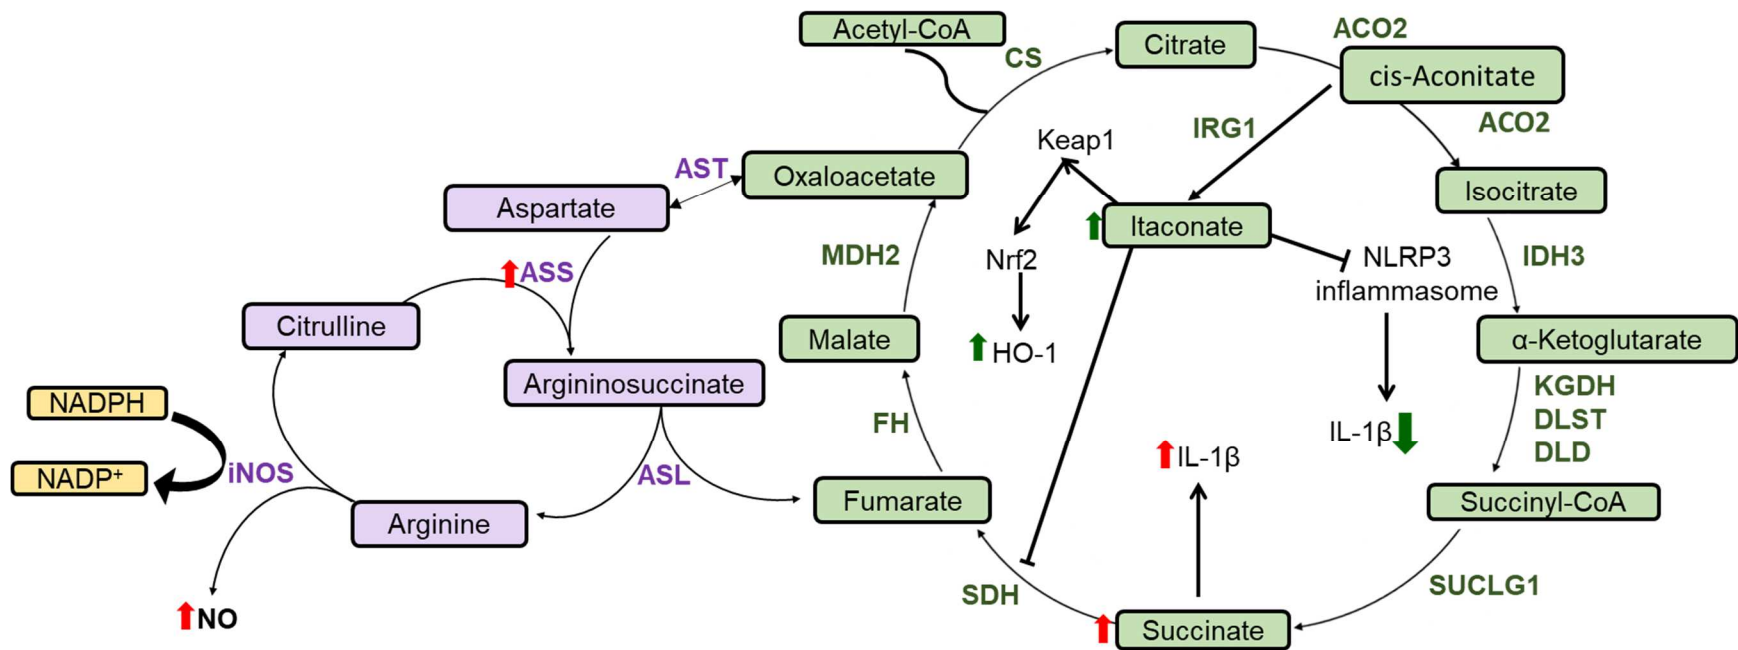 Acetyl-CoA
CS
Citrate
ACO2
cis-Aconitate
ACO2
IRG1
Keap1
AST
Oxaloacetate
Isocitrate
Aspartate
Itaconate
MDH2
Nrf2
NLRP3
inflammasome
IDH3
ASS
Citrulline
Malate
HO-1
α-Ketoglutarate
Argininosuccinate
KGDH
DLST
DLD
NADPH
FH
IL-1β
IL-1β
NADP+
iNOS
ASL
Fumarate
Succinyl-CoA
Arginine
SDH
SUCLG1
NO
Succinate